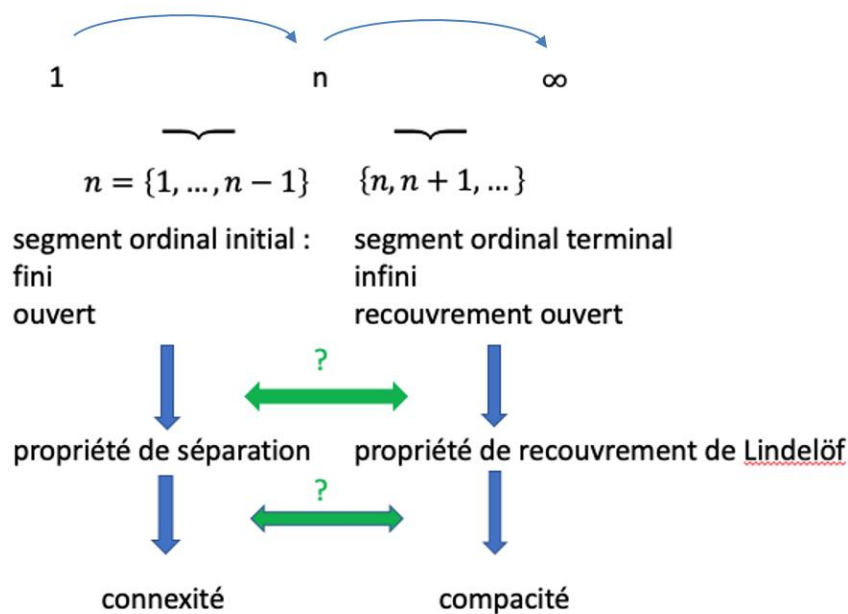 1 n ∞
n = {1, ..., n − 1} {n, n + 1, ...}
segment ordinal initial : segment ordinal terminal
fini infini
ouvert recouvrement ouvert
?
propriété de séparation propriété de recouvrement de Lindelöf
?
connexité compacité